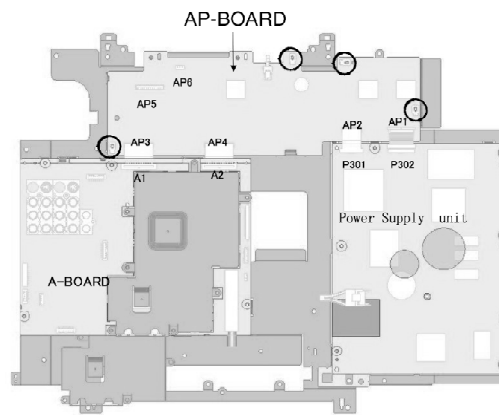 AP-BOARD
AP6
AP5
AP3
AP4
AP2
AP1
A1
A2
P301
P302
Power Supply unit
A-BOARD